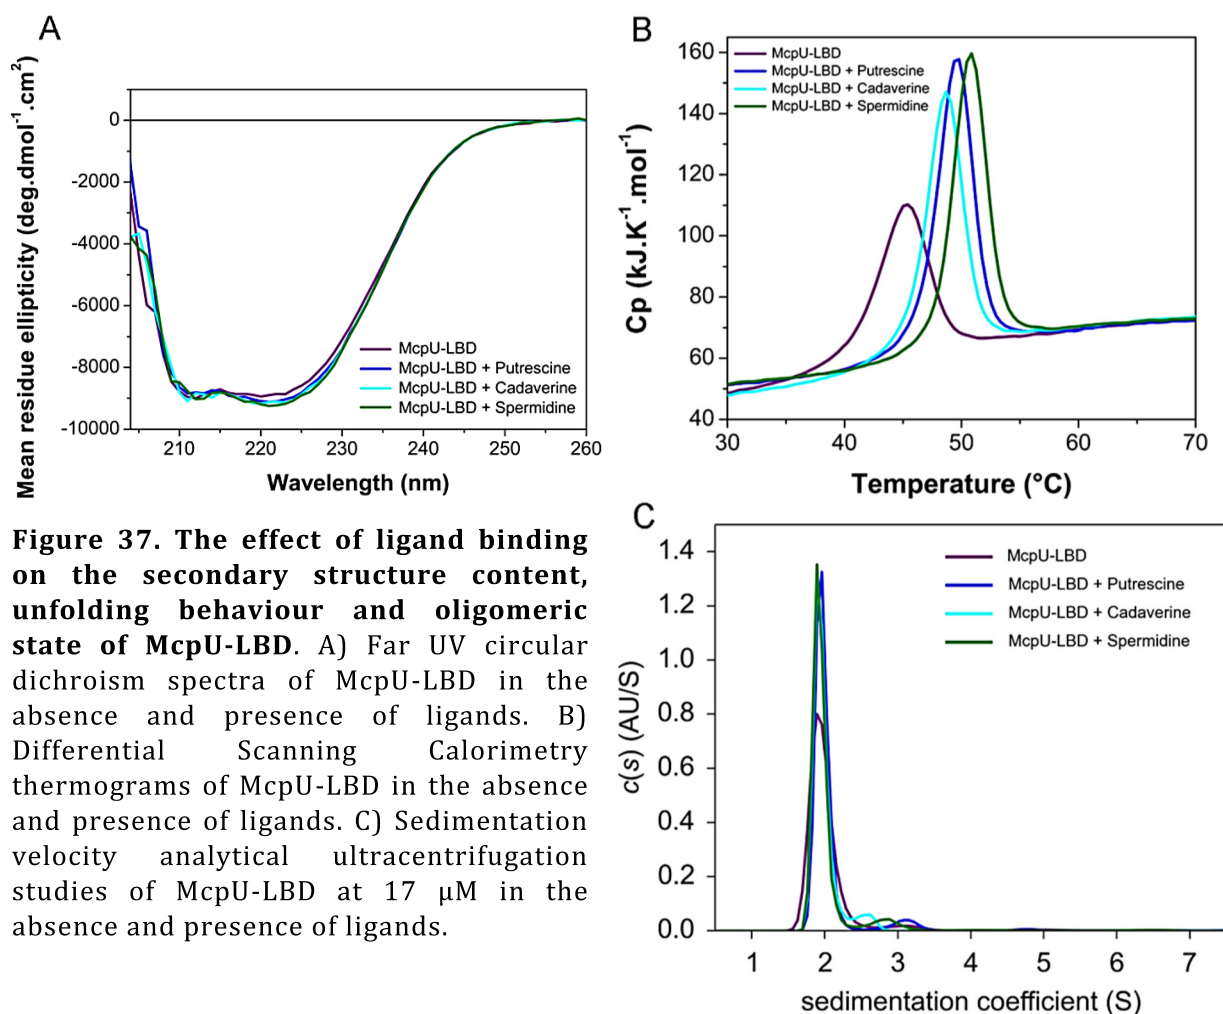 A
Mean residue ellipticity (deg.dmol⁻¹.cm²)
0
-2000
-4000
-6000
-8000
-10000
210
220
230
240
250
260
Wavelength (nm)
McpU-LBD
McpU-LBD + Putrescine
McpU-LBD + Cadaverine
McpU-LBD + Spermidine
B
Cp (kJ.K⁻¹.mol⁻¹)
160
140
120
100
80
60
40
30
40
50
60
70
Temperature (°C)
McpU-LBD
McpU-LBD + Putrescine
McpU-LBD + Cadaverine
McpU-LBD + Spermidine
Figure 37. The effect of ligand binding
on the secondary structure content,
unfolding behaviour and oligomeric
state of McpU-LBD. A) Far UV circular
dichroism spectra of McpU-LBD in the
absence and presence of ligands. B)
Differential Scanning Calorimetry
thermograms of McpU-LBD in the absence
and presence of ligands. C) Sedimentation
velocity analytical ultracentrifugation
studies of McpU-LBD at 17 µM in the
absence and presence of ligands.
C
c(s) (AU/S)
1.4
1.2
1.0
0.8
0.6
0.4
0.2
0.0
1
2
3
4
5
6
7
sedimentation coefficient (S)
McpU-LBD
McpU-LBD + Putrescine
McpU-LBD + Cadaverine
McpU-LBD + Spermidine